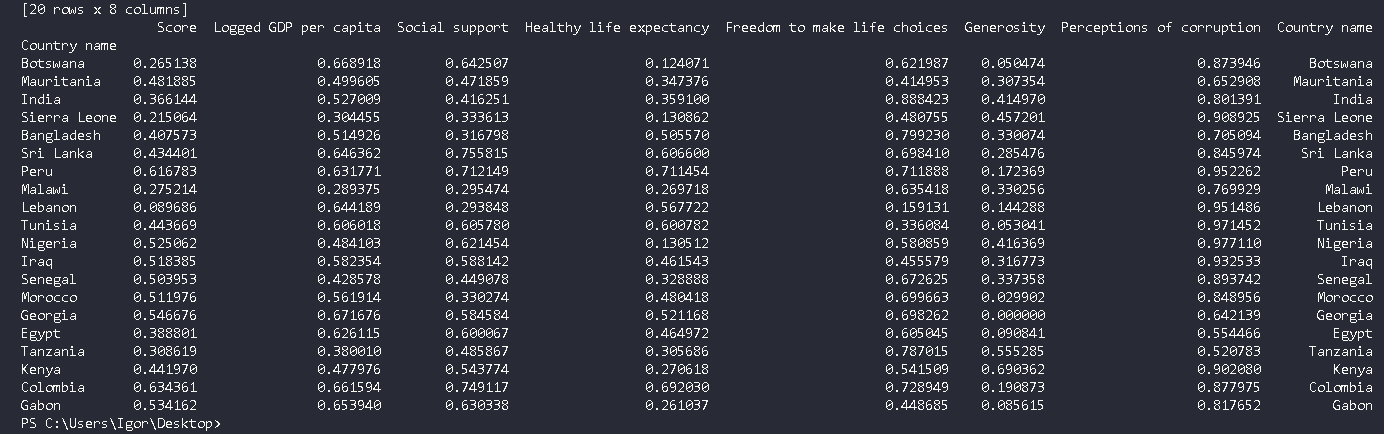 [20 rows x 8 columns]
Score Logged GDP per capita Social support Healthy life expectancy Freedom to make life choices Generosity Perceptions of corruption Country name
Country name
Botswana 0.265138 0.668918 0.642507 0.124071 0.621987 0.050474 0.873946 Botswana
Mauritania 0.481885 0.499605 0.471859 0.347376 0.414953 0.307354 0.652908 Mauritania
India 0.366144 0.527009 0.416251 0.359100 0.888423 0.414970 0.801391 India
Sierra Leone 0.215064 0.304455 0.333613 0.130862 0.480755 0.457201 0.908925 Sierra Leone
Bangladesh 0.407573 0.514926 0.316798 0.505570 0.799230 0.330074 0.705094 Bangladesh
Sri Lanka 0.434401 0.646362 0.755815 0.606600 0.698410 0.285476 0.845974 Sri Lanka
Peru 0.616783 0.631771 0.712149 0.711454 0.711888 0.172369 0.952262 Peru
Malawi 0.275214 0.289375 0.295474 0.269718 0.635418 0.330256 0.769929 Malawi
Lebanon 0.089686 0.644189 0.293848 0.567722 0.159131 0.144288 0.951486 Lebanon
Tunisia 0.443669 0.606018 0.605780 0.600782 0.336084 0.053041 0.971452 Tunisia
Nigeria 0.525062 0.484103 0.621454 0.130512 0.580859 0.416369 0.977110 Nigeria
Iraq 0.518385 0.582354 0.588142 0.461543 0.455579 0.316773 0.932533 Iraq
Senegal 0.503953 0.428578 0.449078 0.328888 0.672625 0.337358 0.893742 Senegal
Morocco 0.511976 0.561914 0.330274 0.480418 0.699663 0.029902 0.848956 Morocco
Georgia 0.546676 0.671676 0.584584 0.521168 0.698262 0.000000 0.642139 Georgia
Egypt 0.388801 0.626115 0.600067 0.464972 0.605045 0.090841 0.554466 Egypt
Tanzania 0.308619 0.380010 0.485867 0.305686 0.787015 0.555285 0.520783 Tanzania
Kenya 0.441970 0.477976 0.543774 0.270618 0.541509 0.690362 0.902080 Kenya
Colombia 0.634361 0.661594 0.749117 0.692030 0.728949 0.190873 0.877975 Colombia
Gabon 0.534162 0.653940 0.630338 0.261037 0.448685 0.085615 0.817652 Gabon
PS C:\Users\Igor\Desktop>